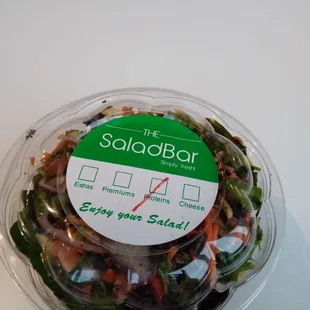 THE
SaladBar
Simply fresh!
Extras Premiums Proteins Cheese
Enjoy your Salad!